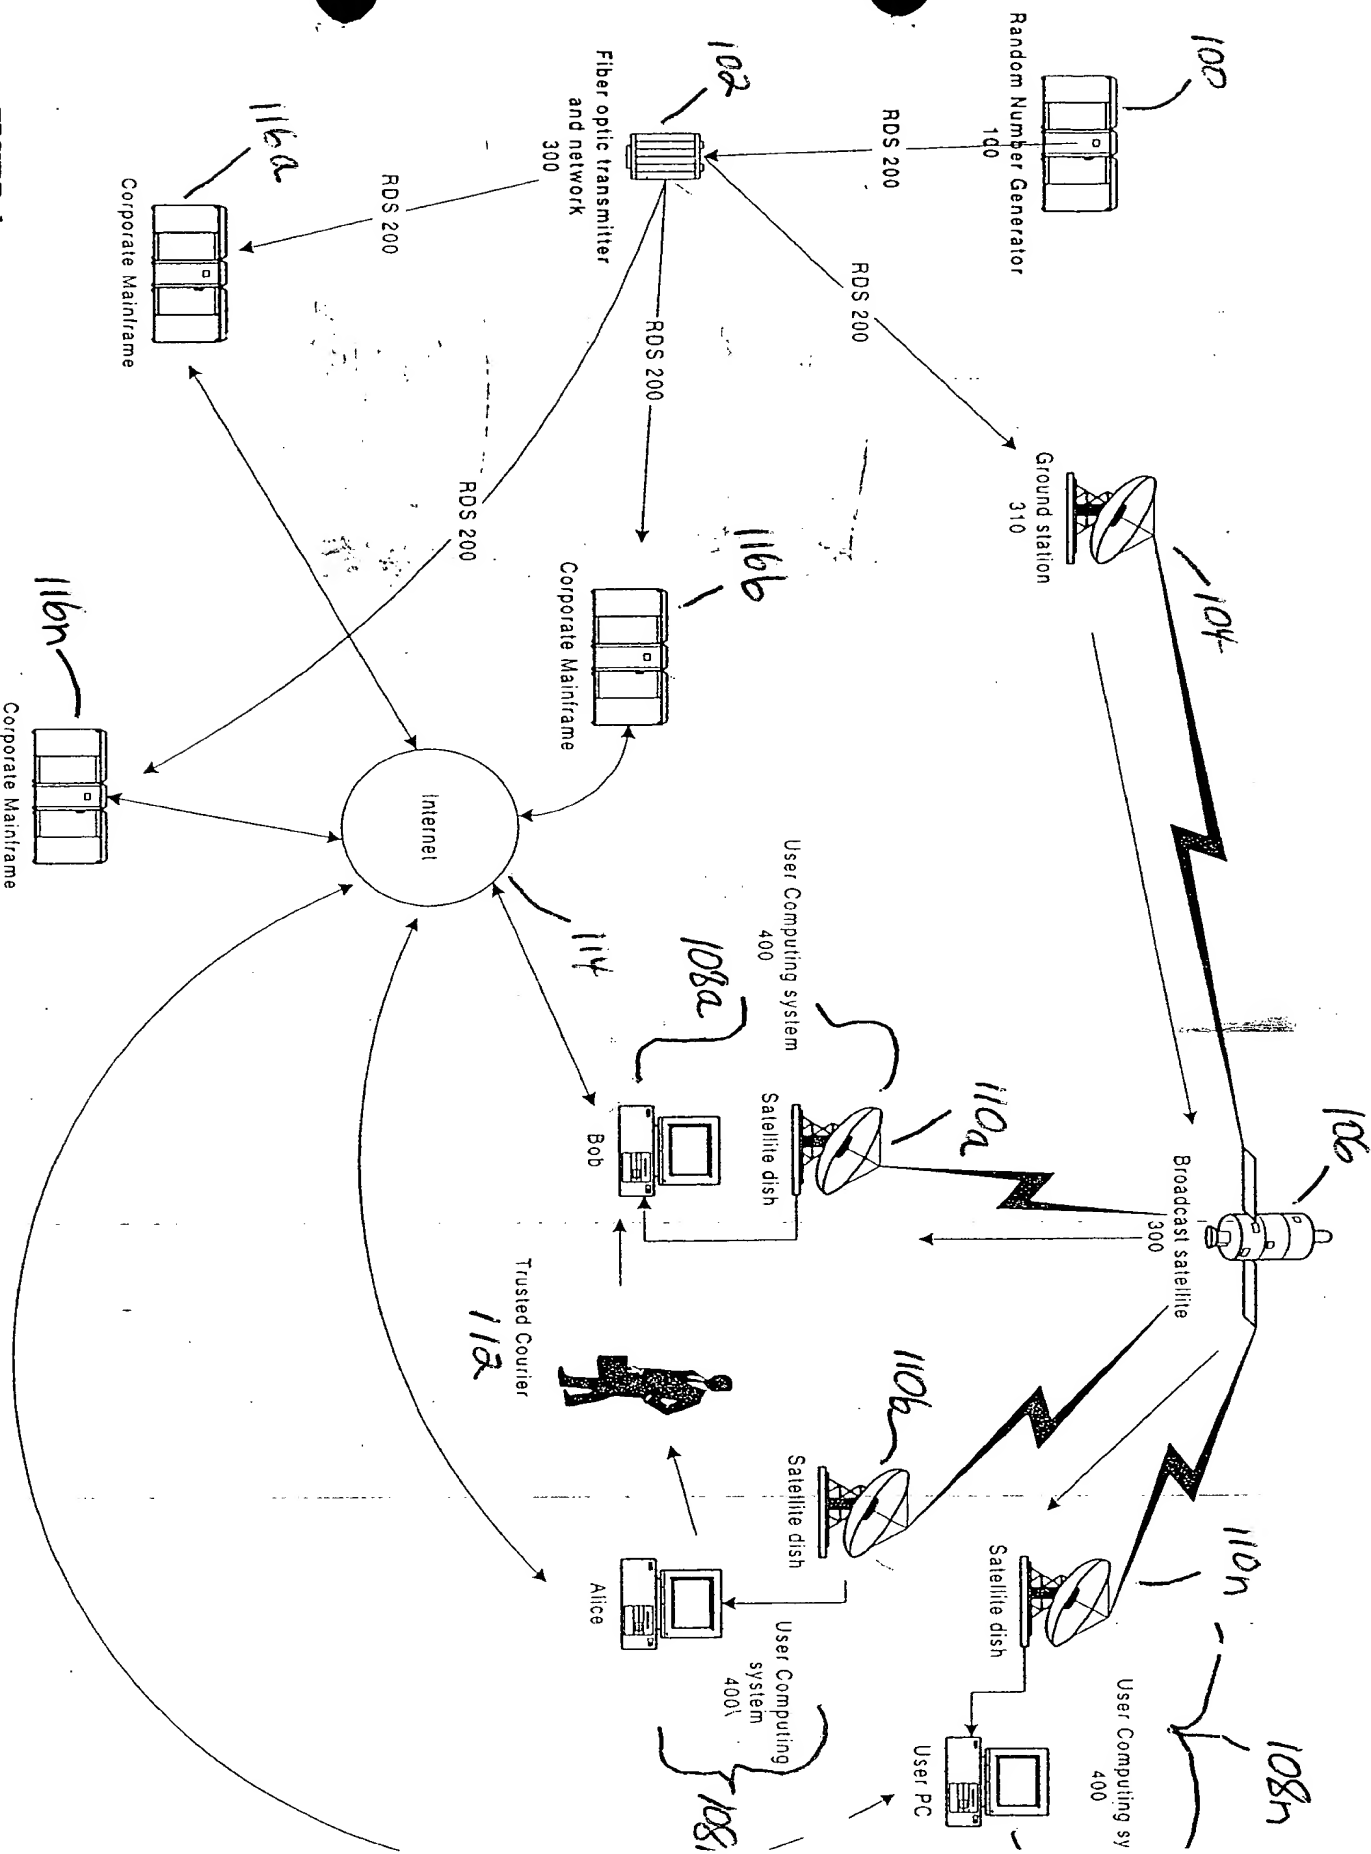 100
Random Number Generator
100
RDS 200
102
Fiber optic transmitter
and network
300
RDS 200
116a
Corporate Mainframe
RDS 200
RDS 200
RDS 200
Ground station
310
104
116b
Corporate Mainframe
116n
Corporate Mainframe
Internet
114
106
Broadcast satellite
300
User Computing system
400
108a
110a
Satellite dish
Bob
Trusted Courier
112
110b
Satellite dish
Alice
User Computing
system
400\
110n
Satellite dish
User PC
User Computing sy
400
108n